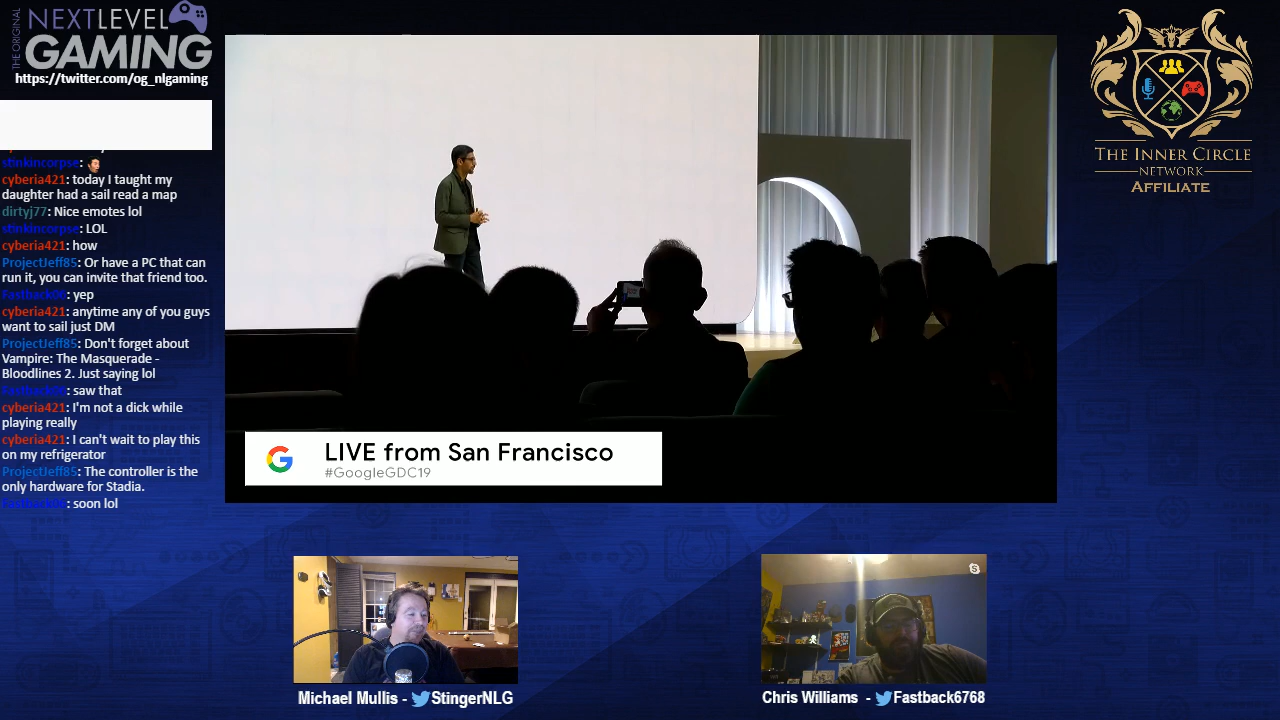 THE ORIGINAL
NEXTLEVEL
GAMING
https://twitter.com/og_nlgaming
stinkincorpse:
cyberia421: today I taught my
daughter had a sail read a map
dirtyj77: Nice emotes lol
stinkincorpse: LOL
cyberia421: how
ProjectJeff85: Or have a PC that can
run it, you can invite that friend too.
: yep
cyberia421: anytime any of you guys
want to sail just DM
ProjectJeff85: Don't forget about
Vampire: The Masquerade -
Bloodlines 2. Just saying lol
: saw that
cyberia421: I'm not a dick while
playing really
cyberia421: I can't wait to play this
on my refrigerator
ProjectJeff85: The controller is the
only hardware for Stadia.
: soon lol
LIVE from San Francisco
#GoogleGDC19
THE INNER CIRCLE
NETWORK
AFFILIATE
Michael Mullis - StingerNLG
Chris Williams - Fastback6768